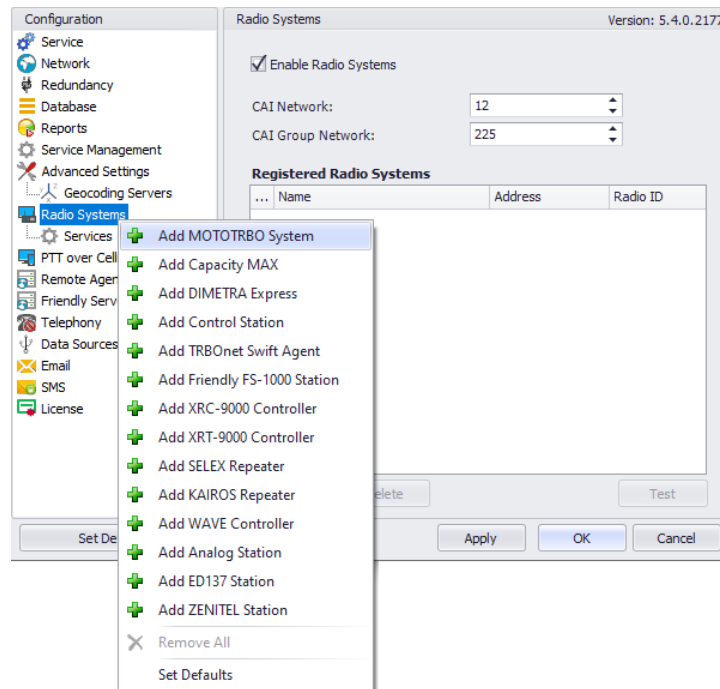 Configuration
Service
Network
Redundancy
Database
Reports
Service Management
Advanced Settings
Geocoding Servers
Radio Systems
Services
PTT over Cell
Remote Agen
Friendly Serv
Telephony
Data Sources
Email
SMS
License
Set De
Radio Systems Version: 5.4.0.2177
Enable Radio Systems
CAI Network: 12
CAI Group Network: 225
Registered Radio Systems
... Name Address Radio ID
elete Test
Apply OK Cancel
Add MOTOTRBO System
Add Capacity MAX
Add DIMETRA Express
Add Control Station
Add TRBOnet Swift Agent
Add Friendly FS-1000 Station
Add XRC-9000 Controller
Add XRT-9000 Controller
Add SELEX Repeater
Add KAIROS Repeater
Add WAVE Controller
Add Analog Station
Add ED137 Station
Add ZENITEL Station
Remove All
Set Defaults